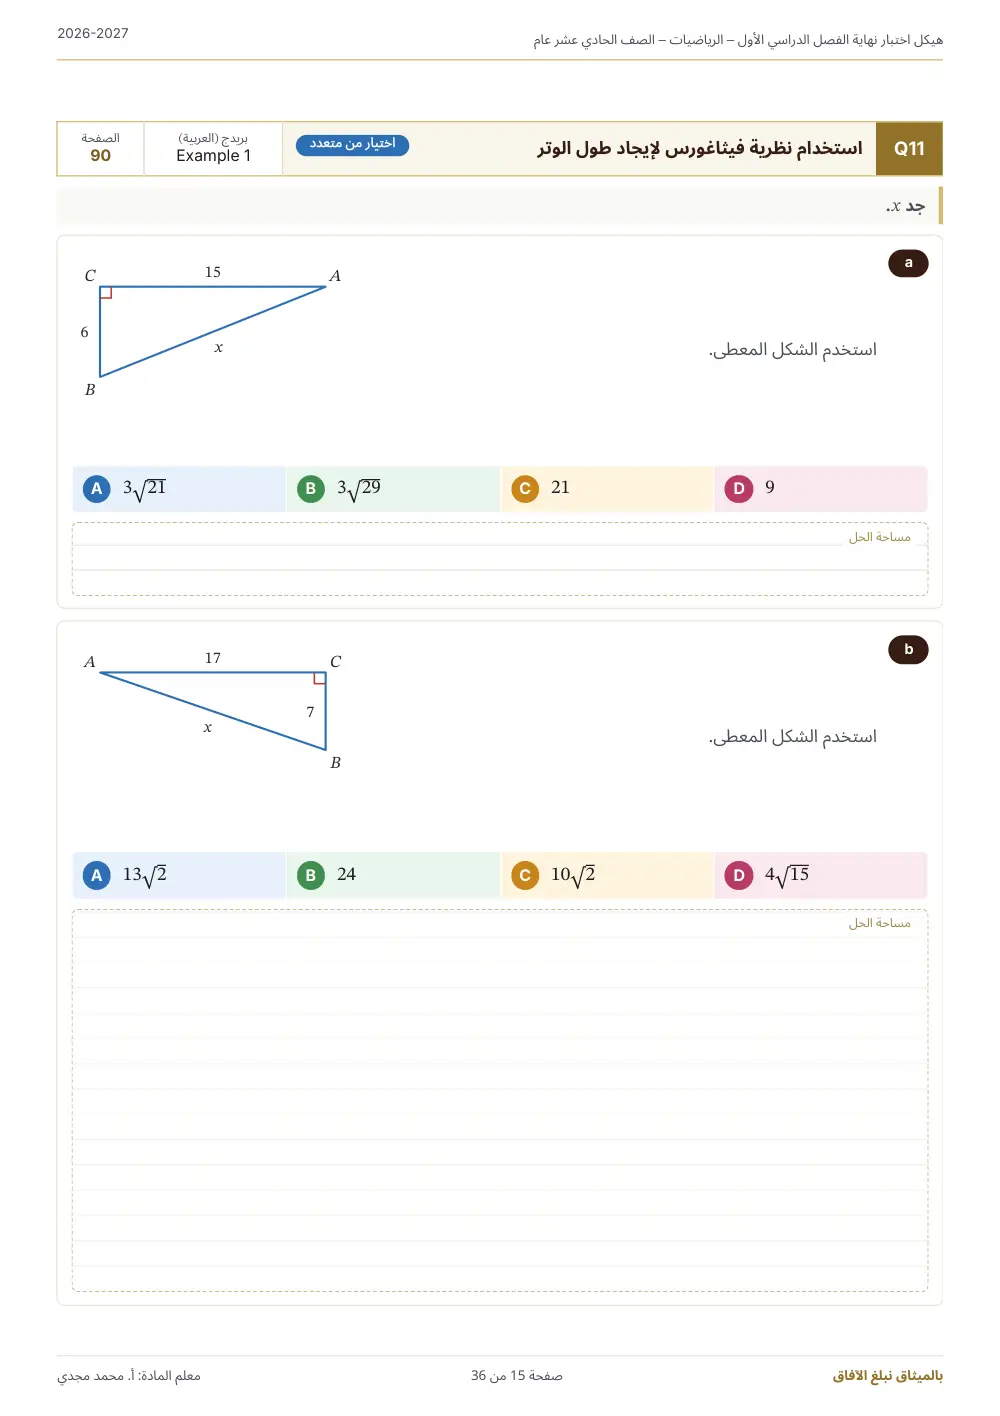 هيكل اختبار نهاية الفصل الدراسي الأول – الرياضيات – الصف الحادي عشر عام
2026-2027
Q11
استخدام نظرية فيثاغورس لإيجاد طول الوتر
اختيار من متعدد
بريدج (العربية)
Example 1
الصفحة
90
جد x.
a
استخدم الشكل المعطى.
C
15
A
6
x
B
A 3√21
B 3√29
C 21
D 9
مساحة الحل
b
استخدم الشكل المعطى.
A
17
C
7
x
B
A 13√2
B 24
C 10√2
D 4√15
مساحة الحل
بالميثاق نبلغ الآفاق
صفحة 15 من 36
معلم المادة: أ. محمد مجدي